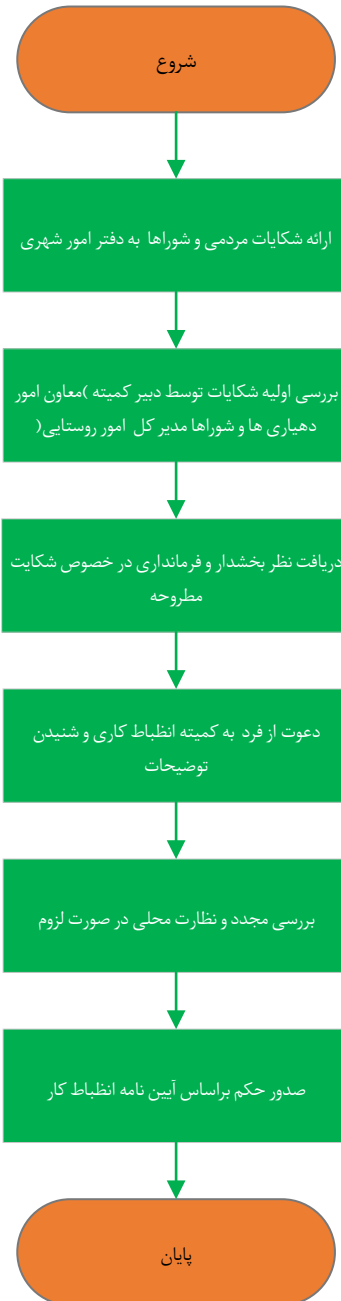 شروع
ارائه شکایات مردمی و شوراها به دفتر امور شهری
بررسی اولیه شکایات توسط دبیر کمیته )معاون امور
دهیاری ها و شوراها مدیر کل امور روستایی(
دریافت نظر بخشدار و فرمانداری در خصوص شکایت
مطروحه
دعوت از فرد به کمیته انظباط کاری و شنیدن
توضیحات
بررسی مجدد و نظارت محلی در صورت لزوم
صدور حکم براساس آیین نامه انظباط کار
پایان